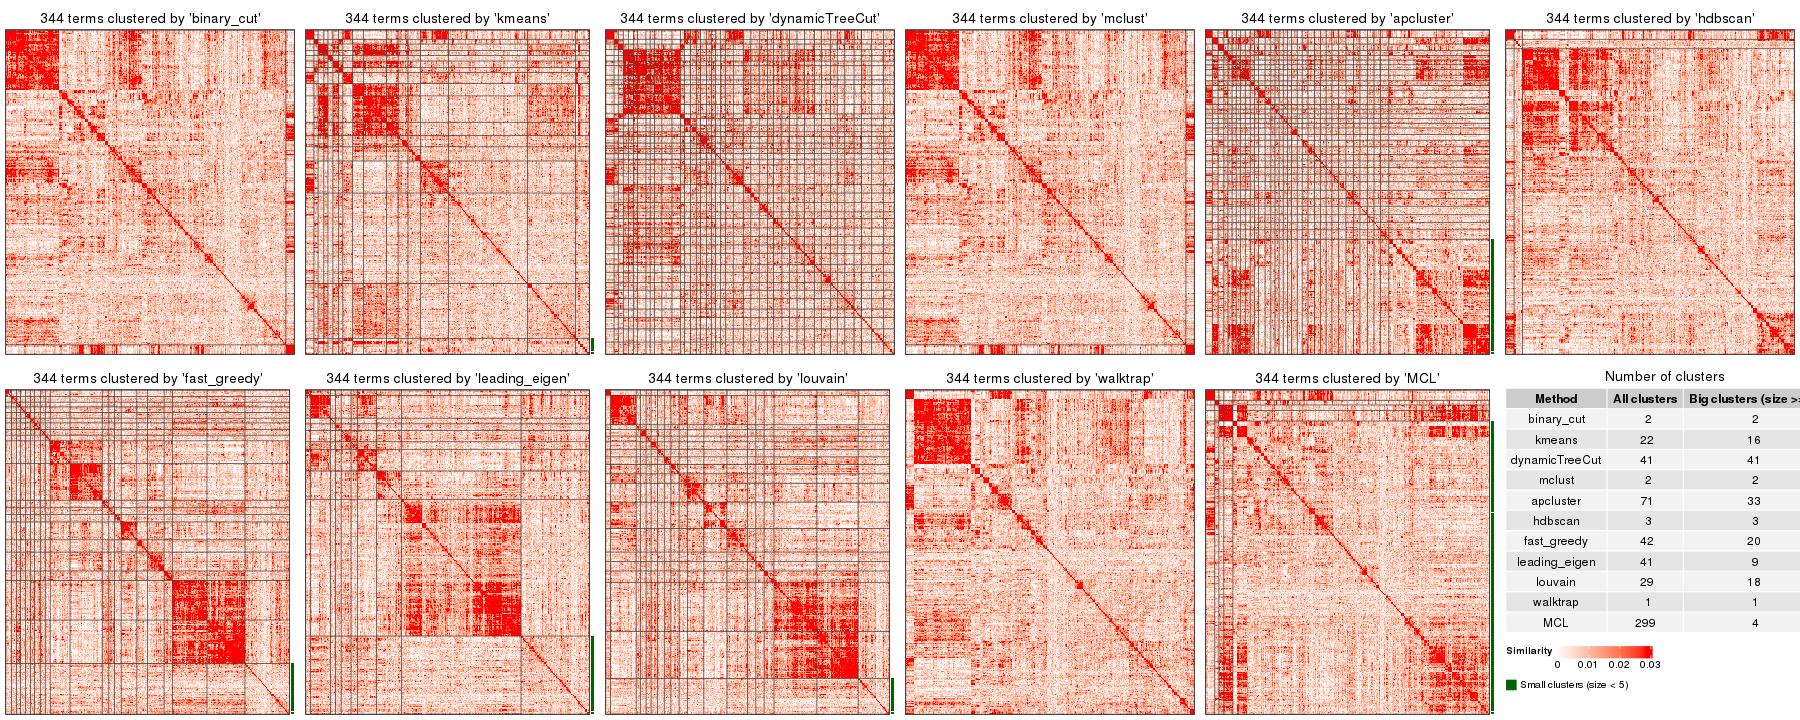 344 terms clustered by 'binary_cut'
344 terms clustered by 'kmeans'
344 terms clustered by 'dynamicTreeCut'
344 terms clustered by 'mclust'
344 terms clustered by 'apcluster'
344 terms clustered by 'hdbscan'
344 terms clustered by 'fast_greedy'
344 terms clustered by 'leading_eigen'
344 terms clustered by 'louvain'
344 terms clustered by 'walktrap'
344 terms clustered by 'MCL'
Number of clusters
Method All clusters Big clusters (size >=
binary_cut 2 2
kmeans 22 16
dynamicTreeCut 41 41
mclust 2 2
apcluster 71 33
hdbscan 3 3
fast_greedy 42 20
leading_eigen 41 9
louvain 29 18
walktrap 1 1
MCL 299 4
Similarity
0 0.01 0.02 0.03
Small clusters (size < 5)